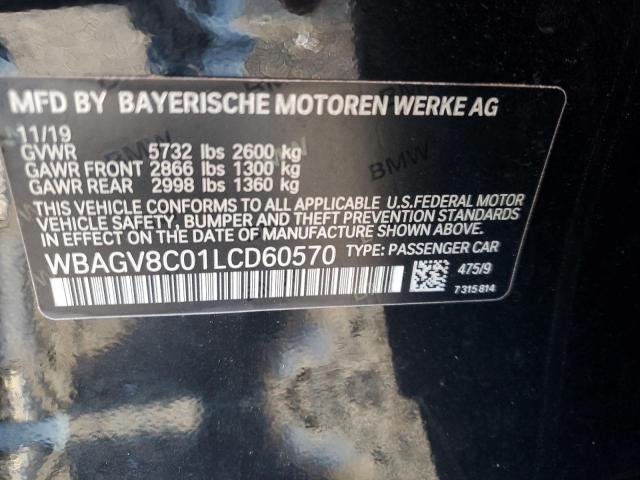 MFD BY BAYERISCHE MOTOREN WERKE AG
11/19
GVWR 5732 lbs 2600 kg
GAWR FRONT 2866 lbs 1300 kg
GAWR REAR 2998 lbs 1360 kg
THIS VEHICLE CONFORMS TO ALL APPLICABLE U.S.FEDERAL MOTOR
VEHICLE SAFETY, BUMPER AND THEFT PREVENTION STANDARDS
IN EFFECT ON THE DATE OF MANUFACTURE SHOWN ABOVE.
WBAGV8C01LCD60570 TYPE: PASSENGER CAR
475/9
7 315 814
BMW
BMW